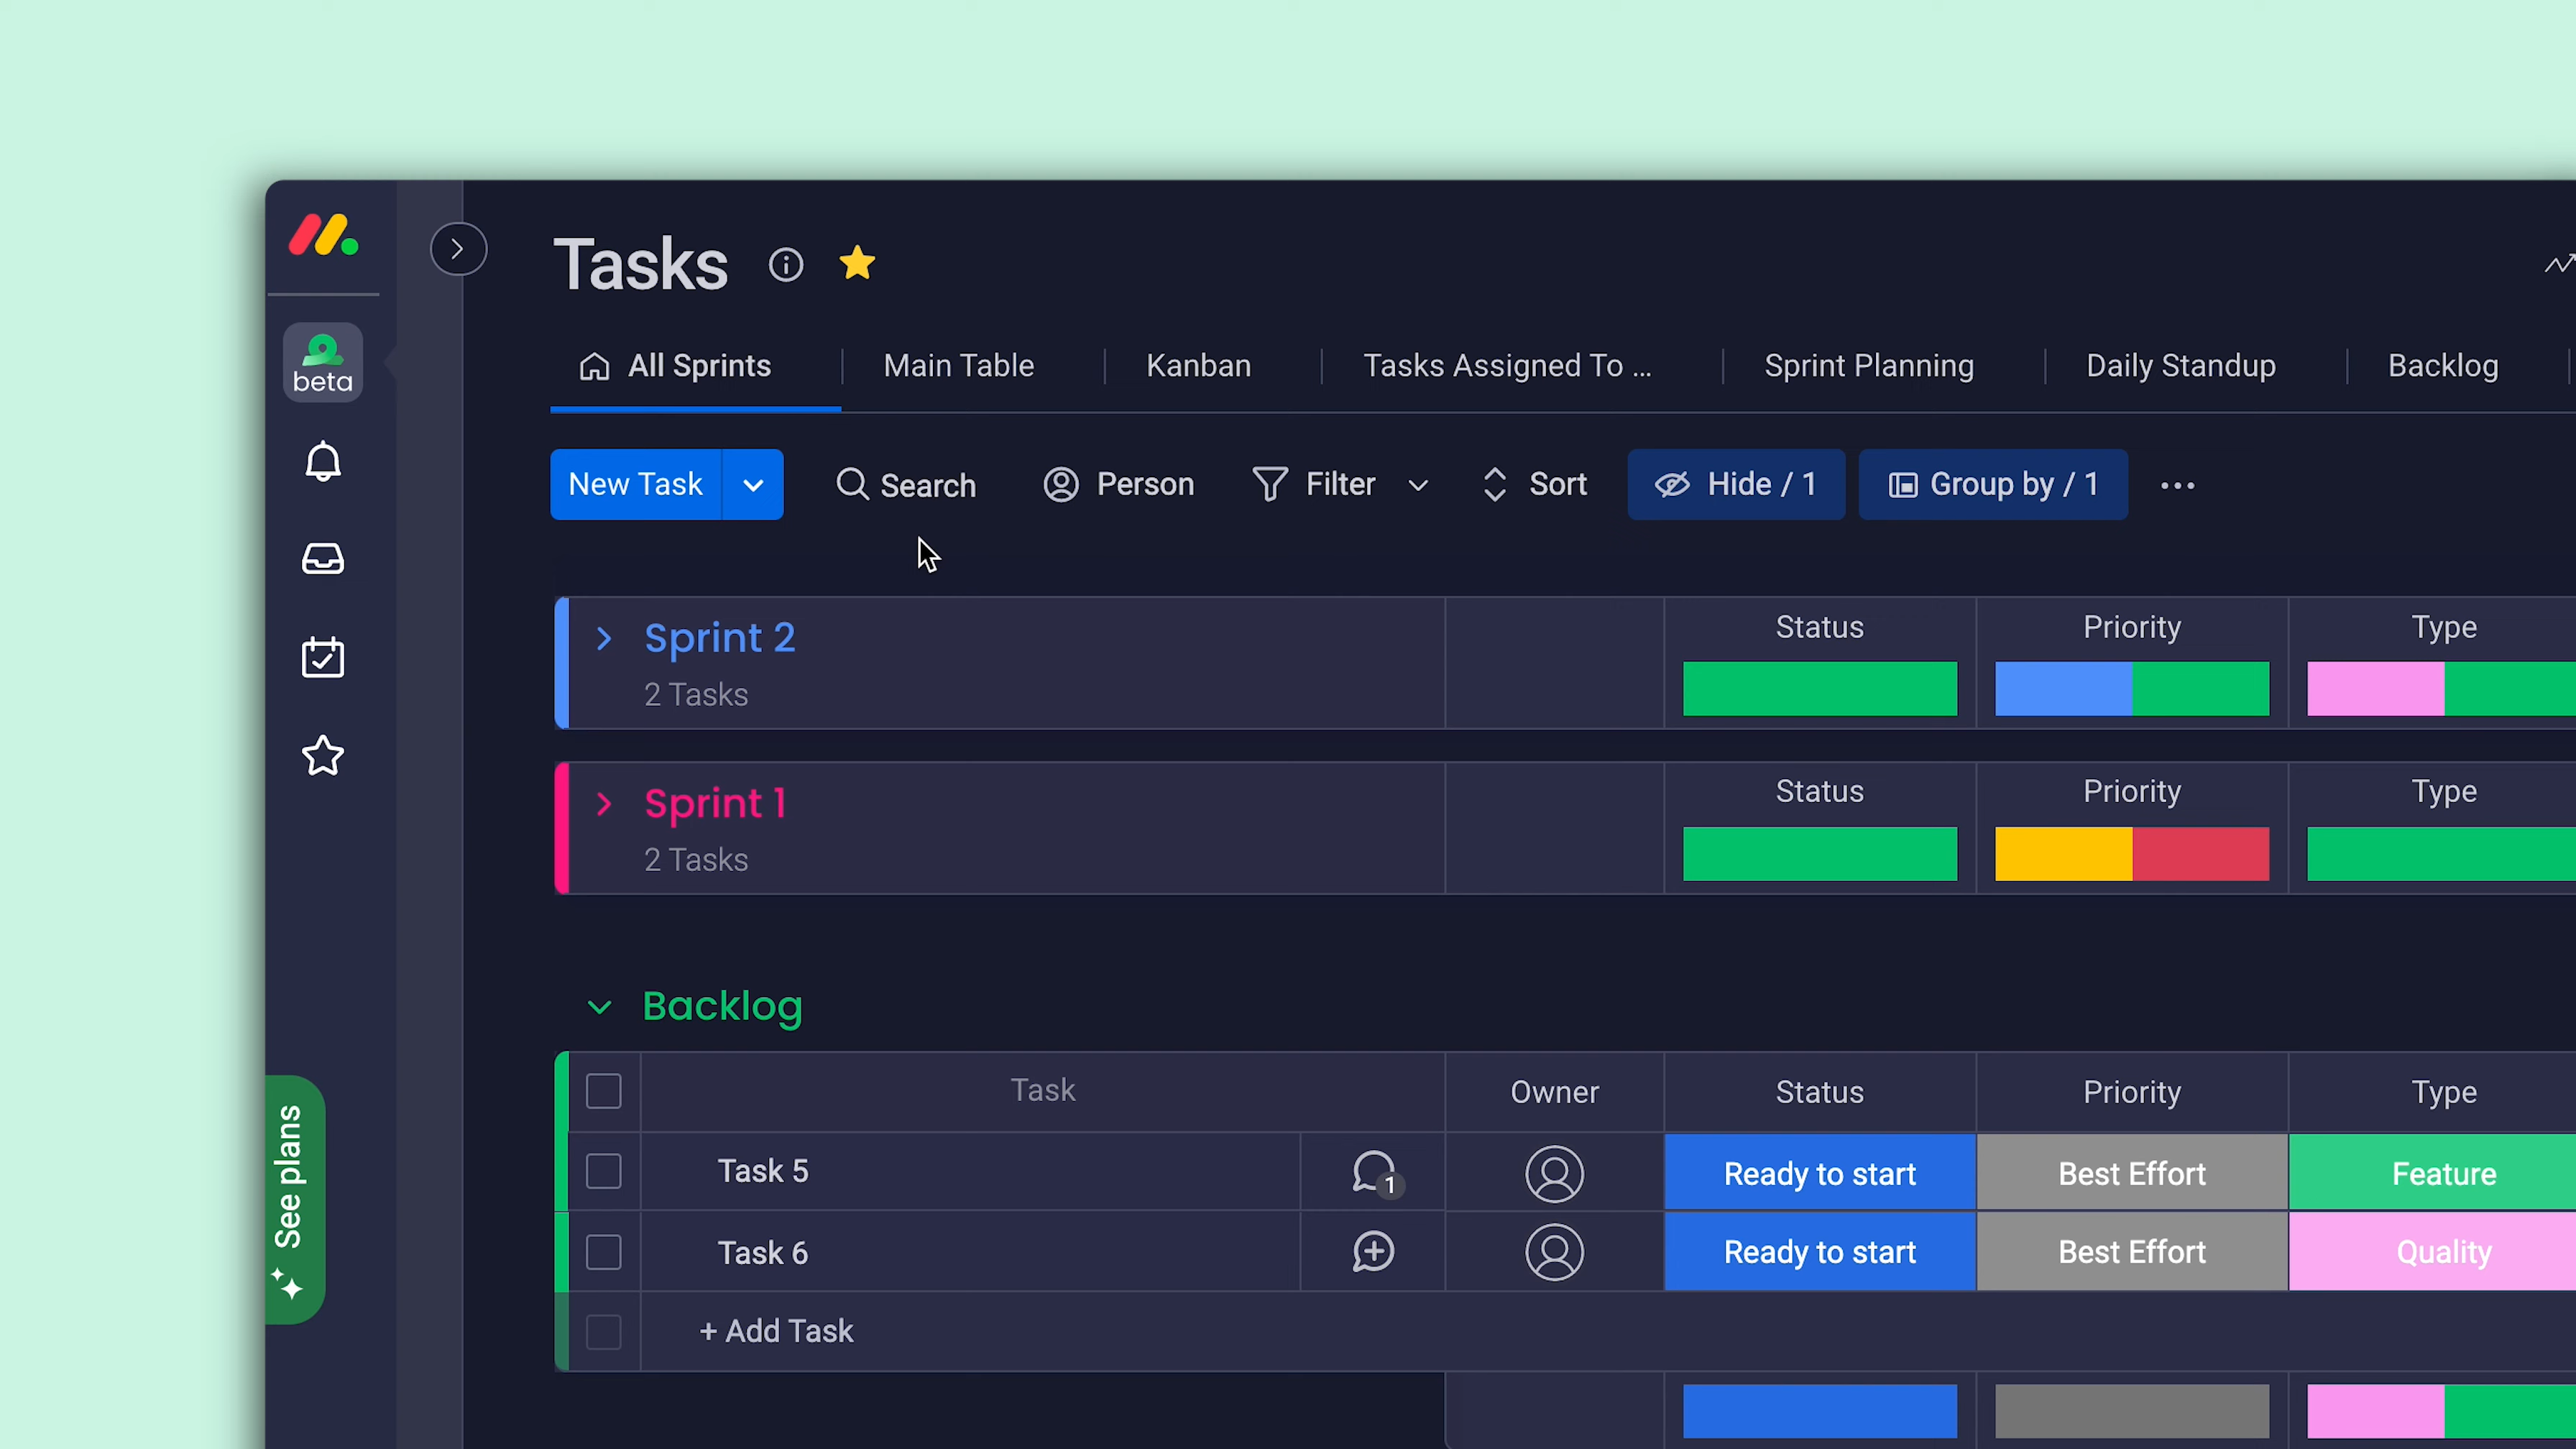 Tasks
beta
All Sprints
Main Table
Kanban
Tasks Assigned To ...
Sprint Planning
Daily Standup
Backlog
New Task
Search
Person
Filter
Sort
Hide / 1
Group by / 1
Sprint 2
2 Tasks
Status
Priority
Type
Sprint 1
2 Tasks
Status
Priority
Type
Backlog
Task
Owner
Status
Priority
Type
Task 5
1
Ready to start
Best Effort
Feature
Task 6
Ready to start
Best Effort
Quality
+ Add Task
See plans